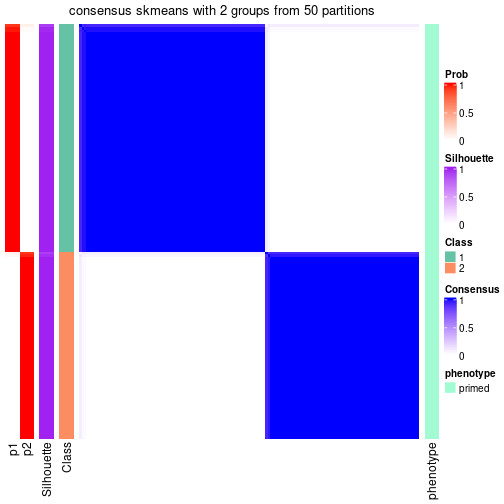 consensus skmeans with 2 groups from 50 partitions
Prob
1
0.5
0
Silhouette
1
0.5
0
Class
1
2
Consensus
1
0.5
0
phenotype
primed
p1
p2
Silhouette
Class
phenotype